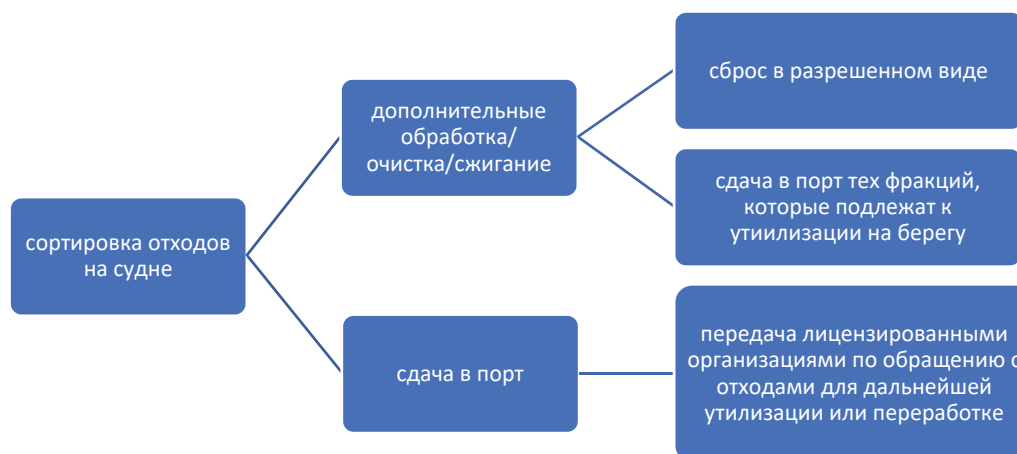 сортировка отходов
на судне
дополнительные
обработка/
очистка/сжигание
сброс в разрешенном виде
сдача в порт тех фракций,
которые подлежат к
утиилизации на берегу
сдача в порт
передача лицензированными
организациями по обращению с
отходами для дальнейшей
утилизации или переработке